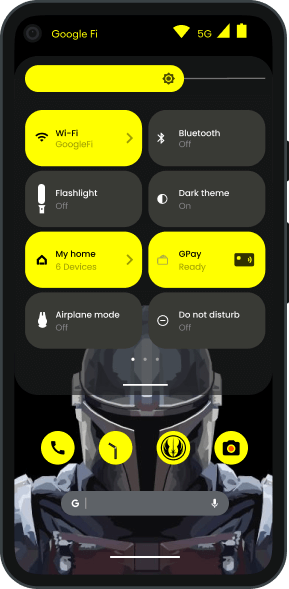 Google Fi
5G
Wi-Fi
GoogleFi
Bluetooth
Off
Flashlight
Off
Dark theme
On
My home
6 Devices
GPay
Ready
Airplane mode
Off
Do not disturb
Off
G